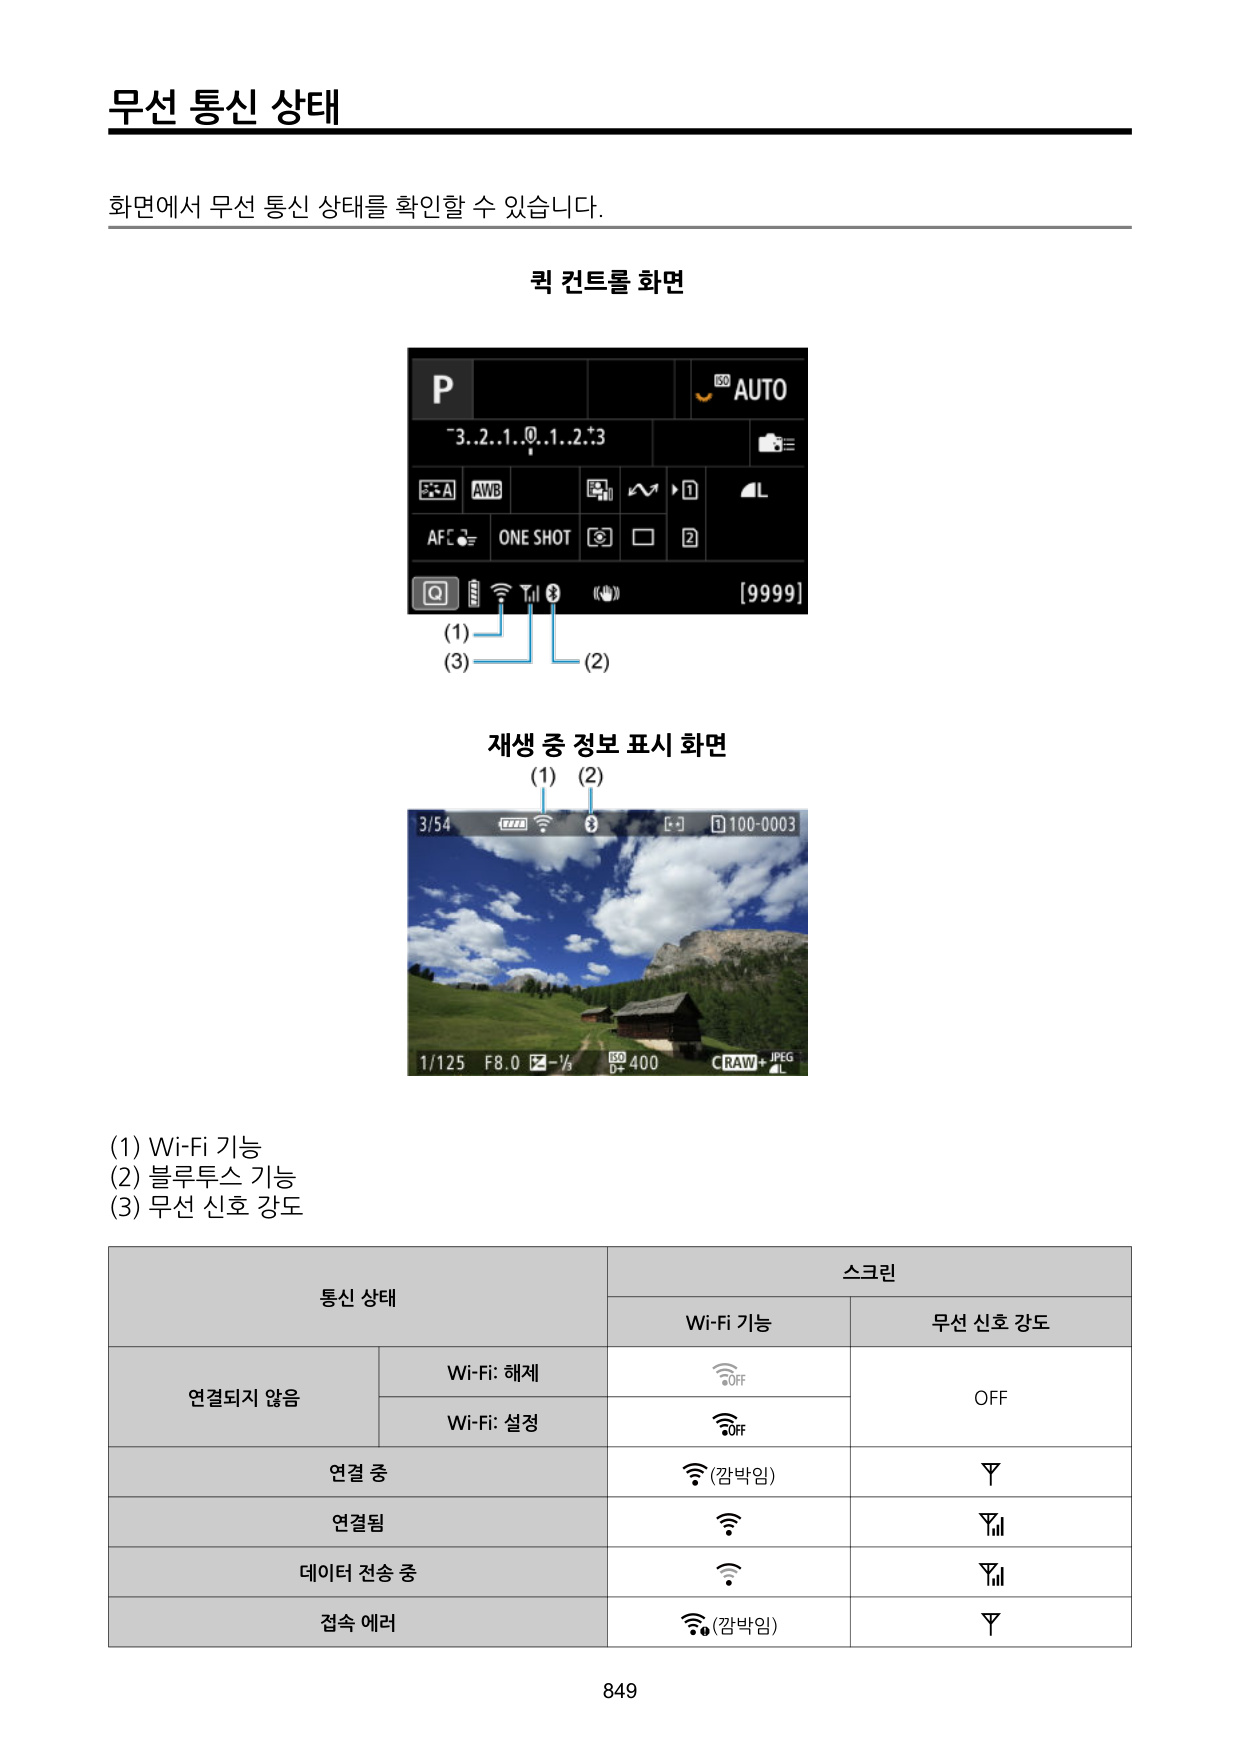 무선 통신 상태
화면에서 무선 통신 상태를 확인할 수 있습니다.
퀵 컨트롤 화면
P ISO AUTO
-3..2..1..0..1..2.+3
A AWB 1 L
AF ONE SHOT 2
Q [9999]
(1)
(3) (2)
재생 중 정보 표시 화면
(1) (2)
3/54 1 100-0003
1/125 F8.0 -1/3 ISO D+ 400 CRAW+JPEG L
(1) Wi-Fi 기능
(2) 블루투스 기능
(3) 무선 신호 강도
통신 상태 스크린
Wi-Fi 기능 무선 신호 강도
연결되지 않음 Wi-Fi: 해제 OFF OFF
Wi-Fi: 설정 OFF
연결 중 (깜박임)
연결됨
데이터 전송 중
접속 에러 (깜박임)
849